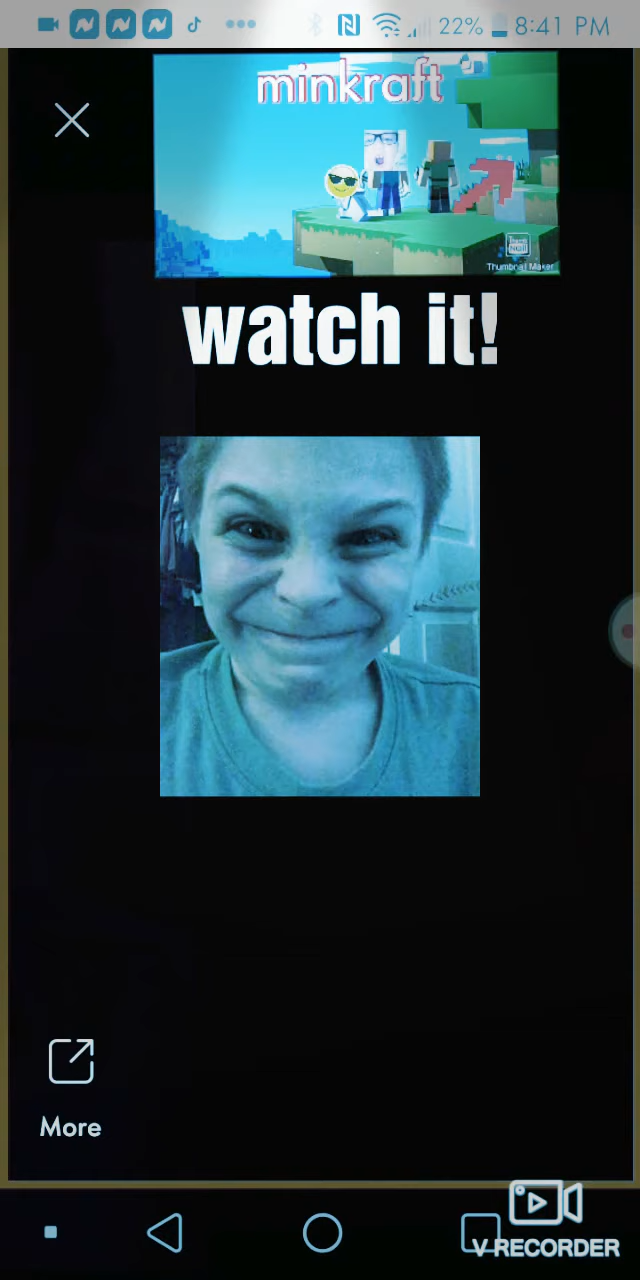 22% 8:41 PM
minkraft
Thumbnail Maker
watch it!
More
V RECORDER